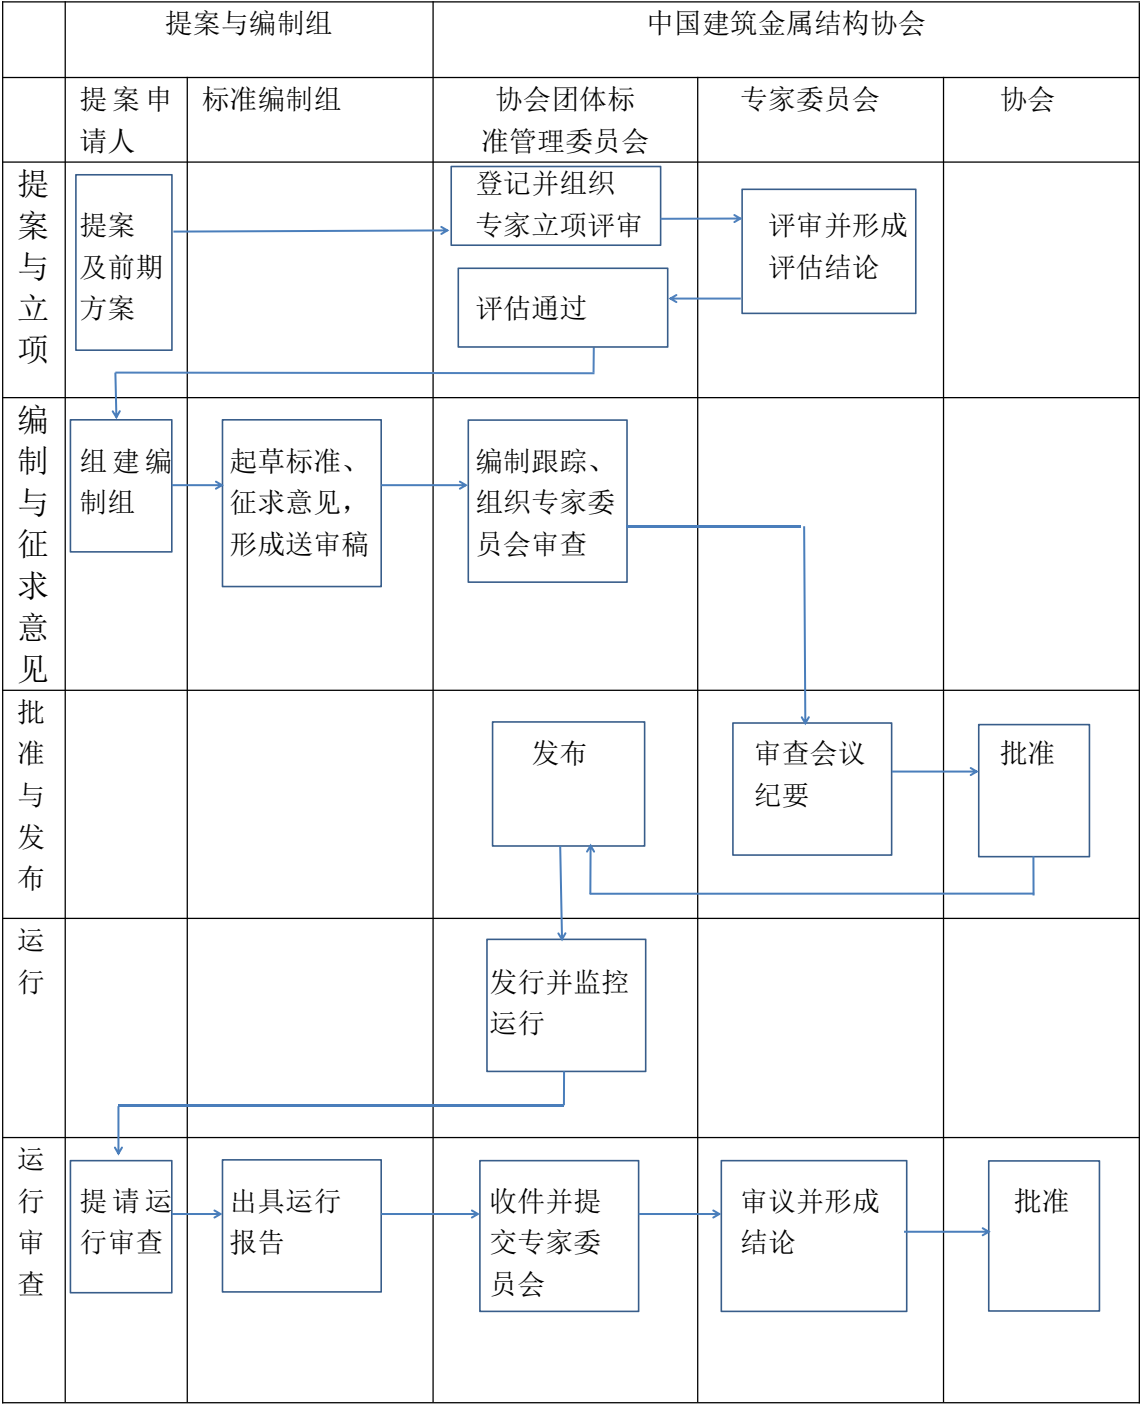 提案与编制组
中国建筑金属结构协会
提案申
请人
标准编制组
协会团体标
准管理委员会
专家委员会
协会
提
案
与
立
项
提案
及前期
方案
登记并组织
专家立项评审
评审并形成
评估结论
评估通过
编
制
与
征
求
意
见
组建编
制组
起草标准、
征求意见，
形成送审稿
编制跟踪、
组织专家委
员会审查
批
准
与
发
布
发布
审查会议
纪要
批准
运
行
发行并监控
运行
运
行
审
查
提请运
行审查
出具运行
报告
收件并提
交专家委
员会
审议并形成
结论
批准